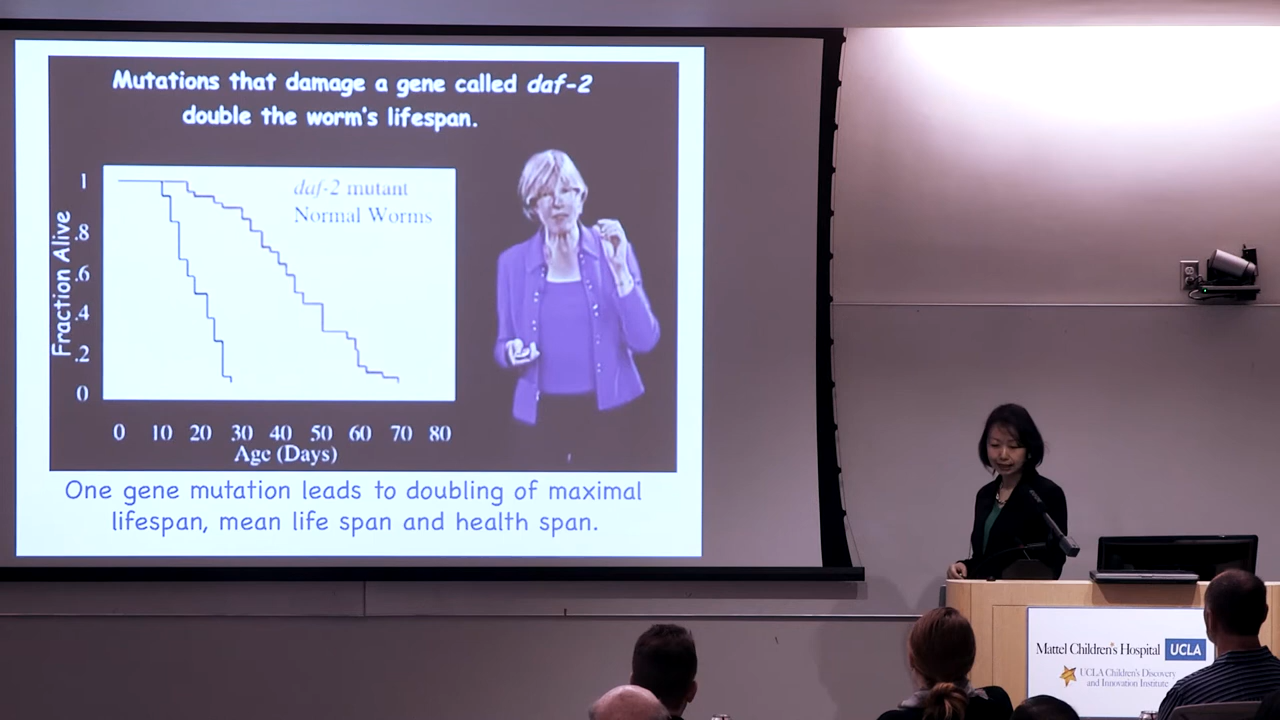 Mutations that damage a gene called daf-2
double the worm's lifespan.
daf-2 mutant
Normal Worms
Fraction Alive
1
.8
.6
.4
.2
0
0 10 20 30 40 50 60 70 80
Age (Days)
One gene mutation leads to doubling of maximal
lifespan, mean life span and health span.
Mattel Children's Hospital UCLA
UCLA Children's Discovery
and Innovation Institute